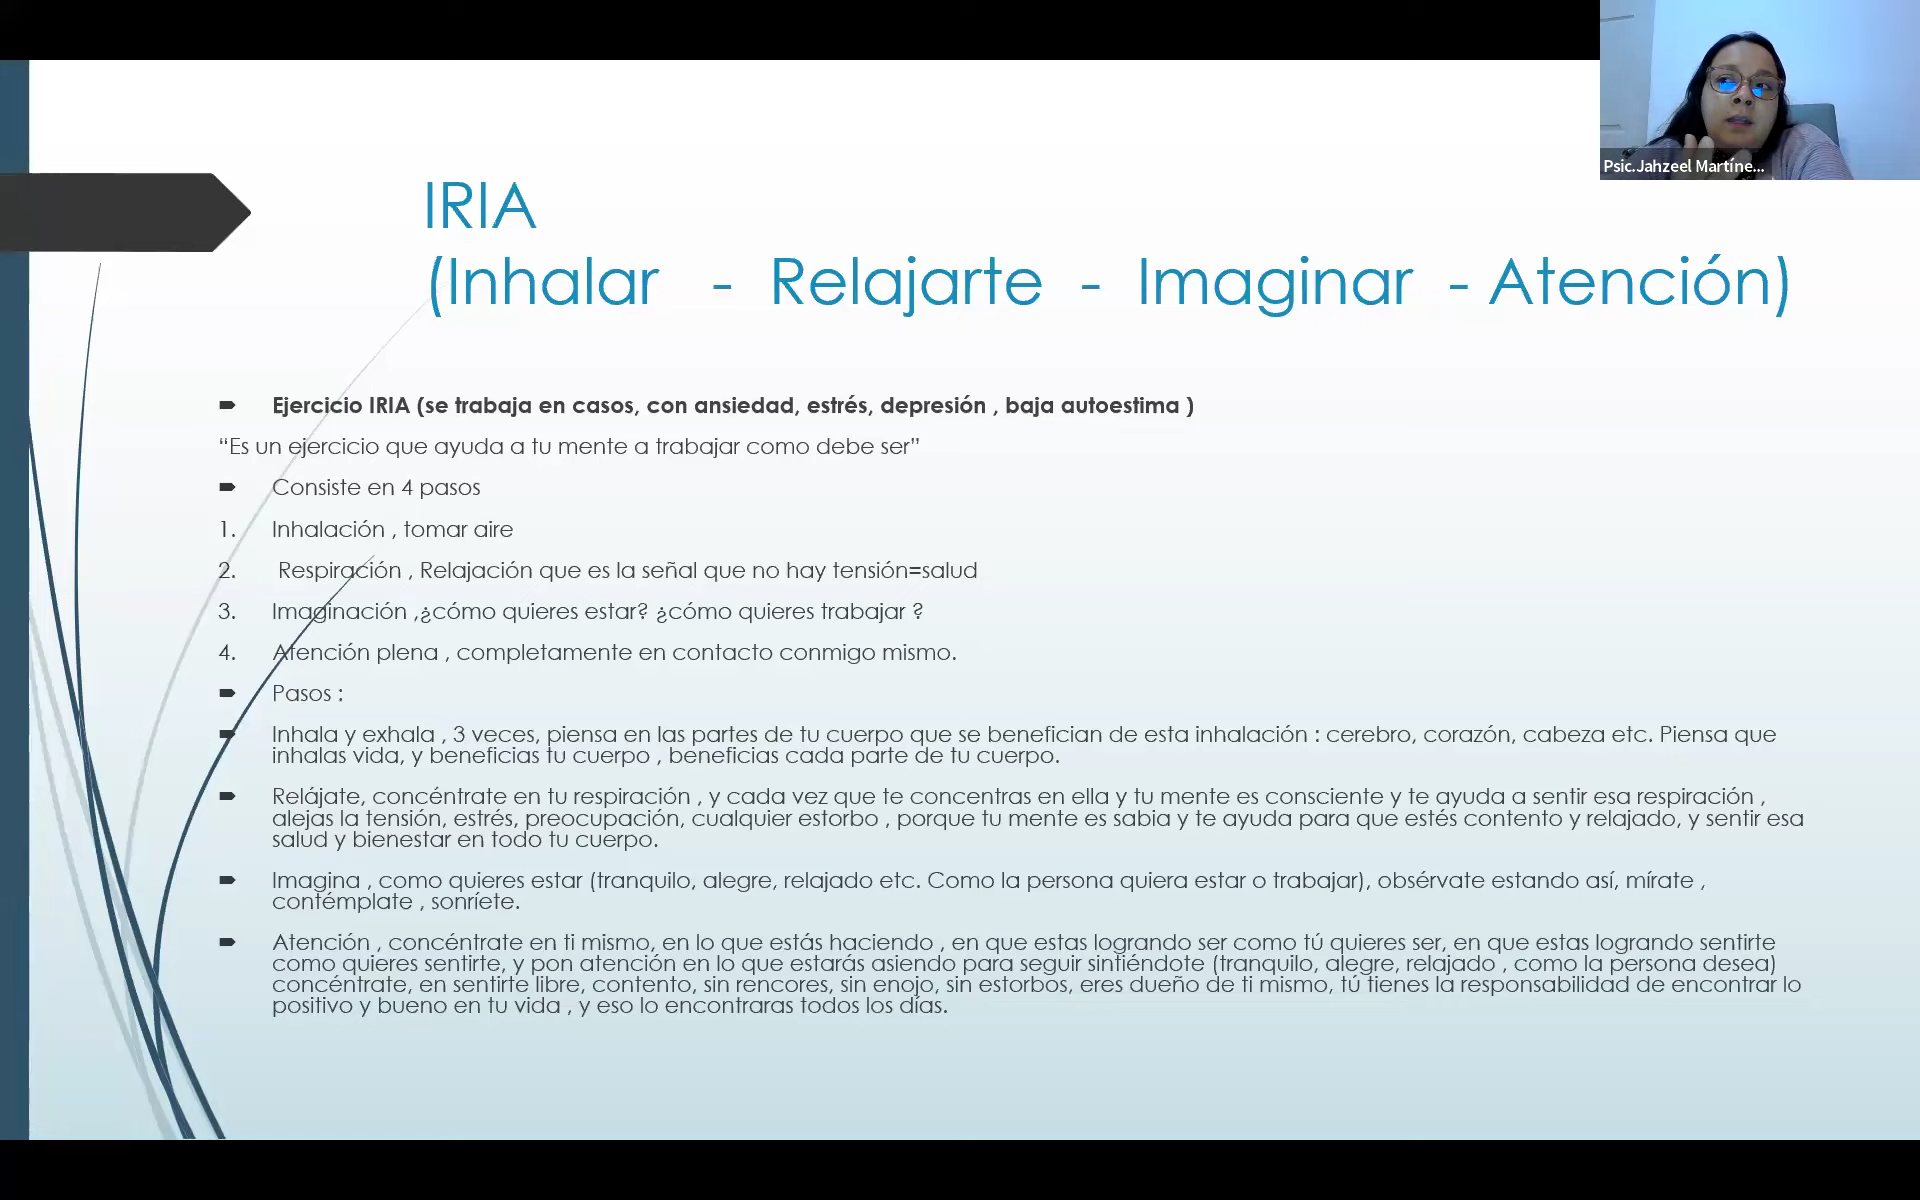 Psic.Jahzeel Martíne...
IRIA
(Inhalar - Relajarte - Imaginar - Atención)
Ejercicio IRIA (se trabaja en casos, con ansiedad, estrés, depresión , baja autoestima )
“Es un ejercicio que ayuda a tu mente a trabajar como debe ser”
Consiste en 4 pasos
1. Inhalación , tomar aire
2. Respiración , Relajación que es la señal que no hay tensión=salud
3. Imaginación ,¿cómo quieres estar? ¿cómo quieres trabajar ?
4. Atención plena , completamente en contacto conmigo mismo.
Pasos :
Inhala y exhala , 3 veces, piensa en las partes de tu cuerpo que se benefician de esta inhalación : cerebro, corazón, cabeza etc. Piensa que
inhalas vida, y beneficias tu cuerpo , beneficias cada parte de tu cuerpo.
Relájate, concéntrate en tu respiración , y cada vez que te concentras en ella y tu mente es consciente y te ayuda a sentir esa respiración ,
alejas la tensión, estrés, preocupación, cualquier estorbo , porque tu mente es sabia y te ayuda para que estés contento y relajado, y sentir esa
salud y bienestar en todo tu cuerpo.
Imagina , como quieres estar (tranquilo, alegre, relajado etc. Como la persona quiera estar o trabajar), obsérvate estando así, mírate ,
contémplate , sonríete.
Atención , concéntrate en ti mismo, en lo que estás haciendo , en que estas logrando ser como tú quieres ser, en que estas logrando sentirte
como quieres sentirte, y pon atención en lo que estarás asiendo para seguir sintiéndote (tranquilo, alegre, relajado , como la persona desea)
concéntrate, en sentirte libre, contento, sin rencores, sin enojo, sin estorbos, eres dueño de ti mismo, tú tienes la responsabilidad de encontrar lo
positivo y bueno en tu vida , y eso lo encontraras todos los días.